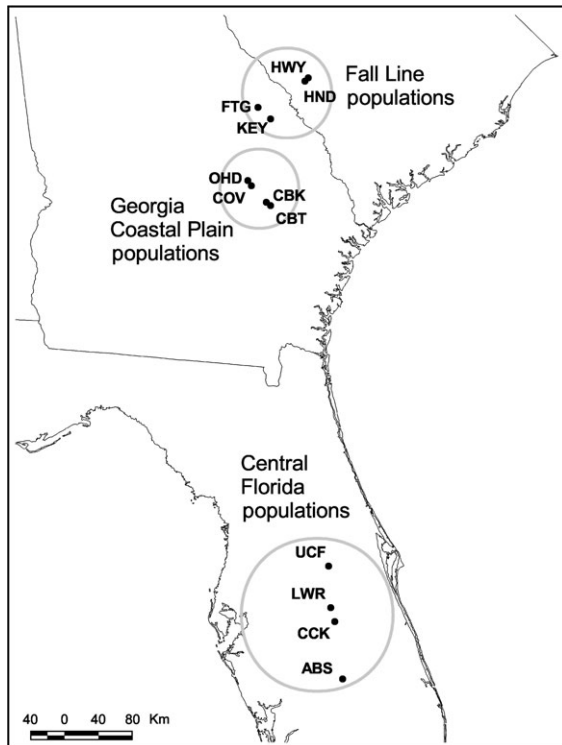 HWY
HND
Fall Line
populations
FTG
KEY
OHD
COV
CBK
CBT
Georgia
Coastal Plain
populations
Central
Florida
populations
UCF
LWR
CCK
ABS
40 0 40 80 Km